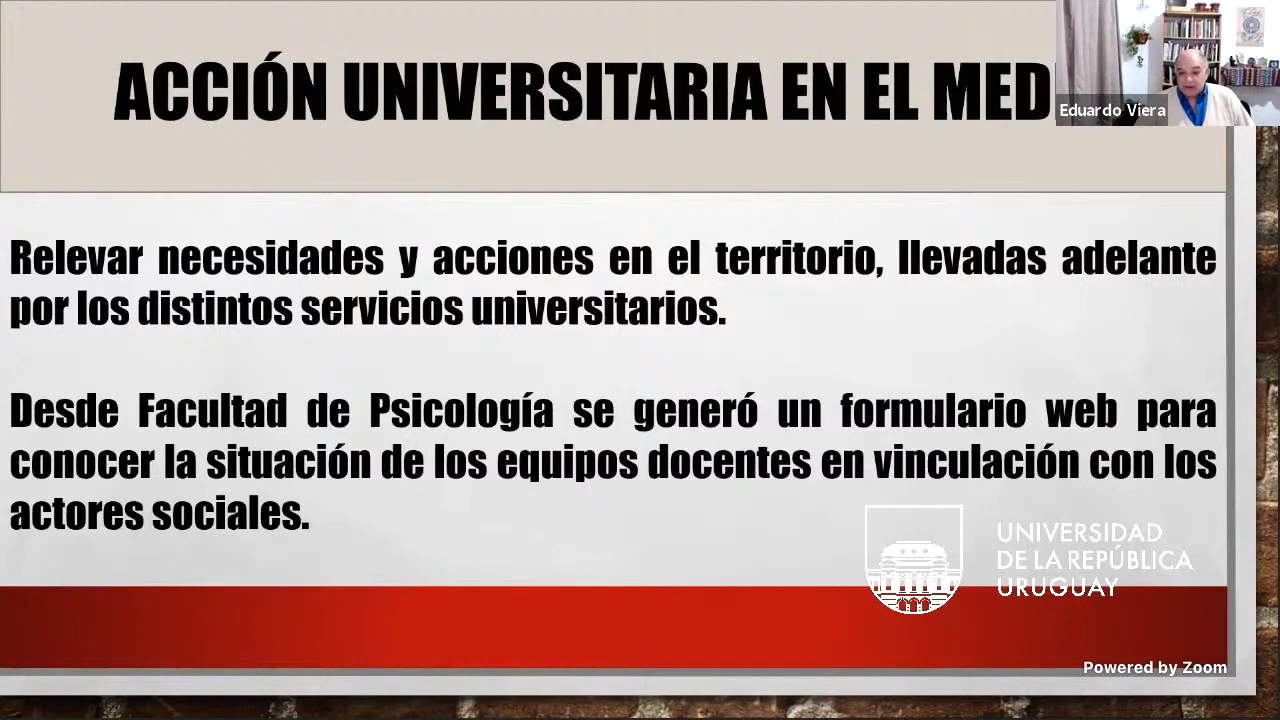 ACCIÓN UNIVERSITARIA EN EL MED
Eduardo Viera
Relevar necesidades y acciones en el territorio, llevadas adelante
por los distintos servicios universitarios.
Desde Facultad de Psicología se generó un formulario web para
conocer la situación de los equipos docentes en vinculación con los
actores sociales.
UNIVERSIDAD
DE LA REPÚBLICA
URUGUAY
Powered by Zoom